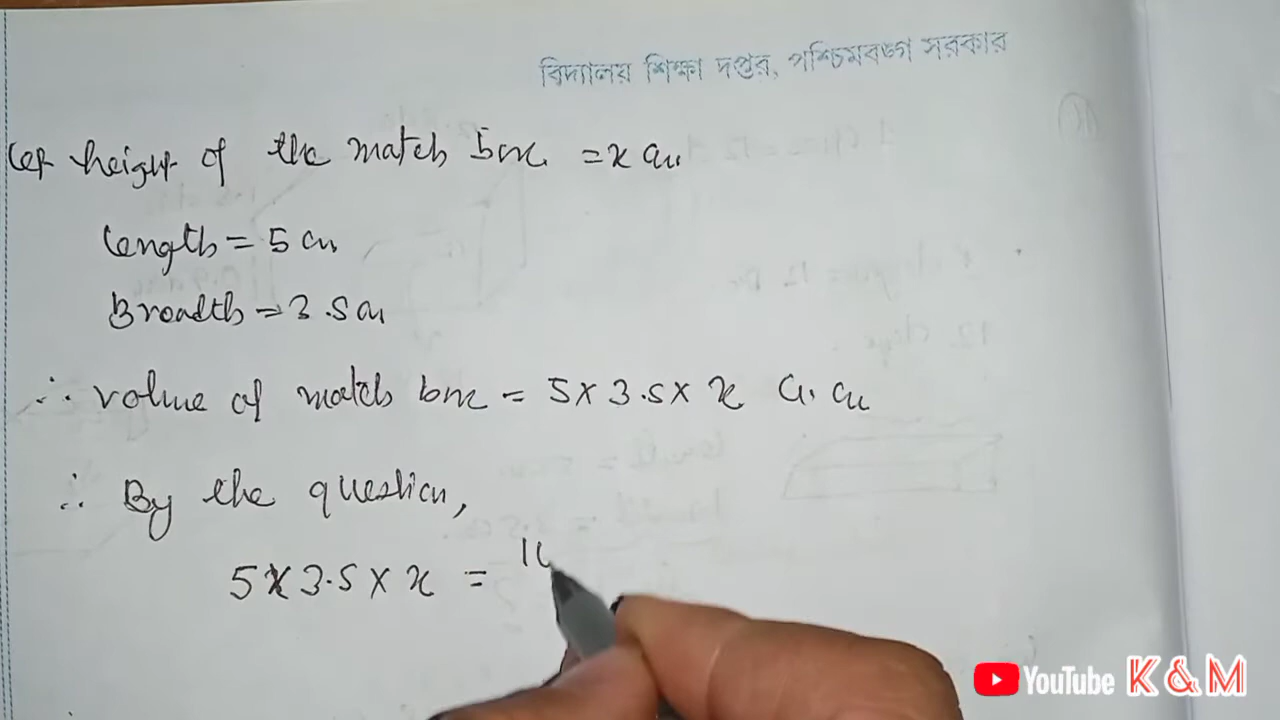 বিদ্যালয় শিক্ষা দপ্তর, পশ্চিমবঙ্গ সরকার
Let height of the match box = x cm
Length = 5 cm
Breadth = 3.5 cm
∴ volume of match box = 5 × 3.5 × x cu. cm
∴ By the question,
5 × 3.5 × x =
YouTube K & M